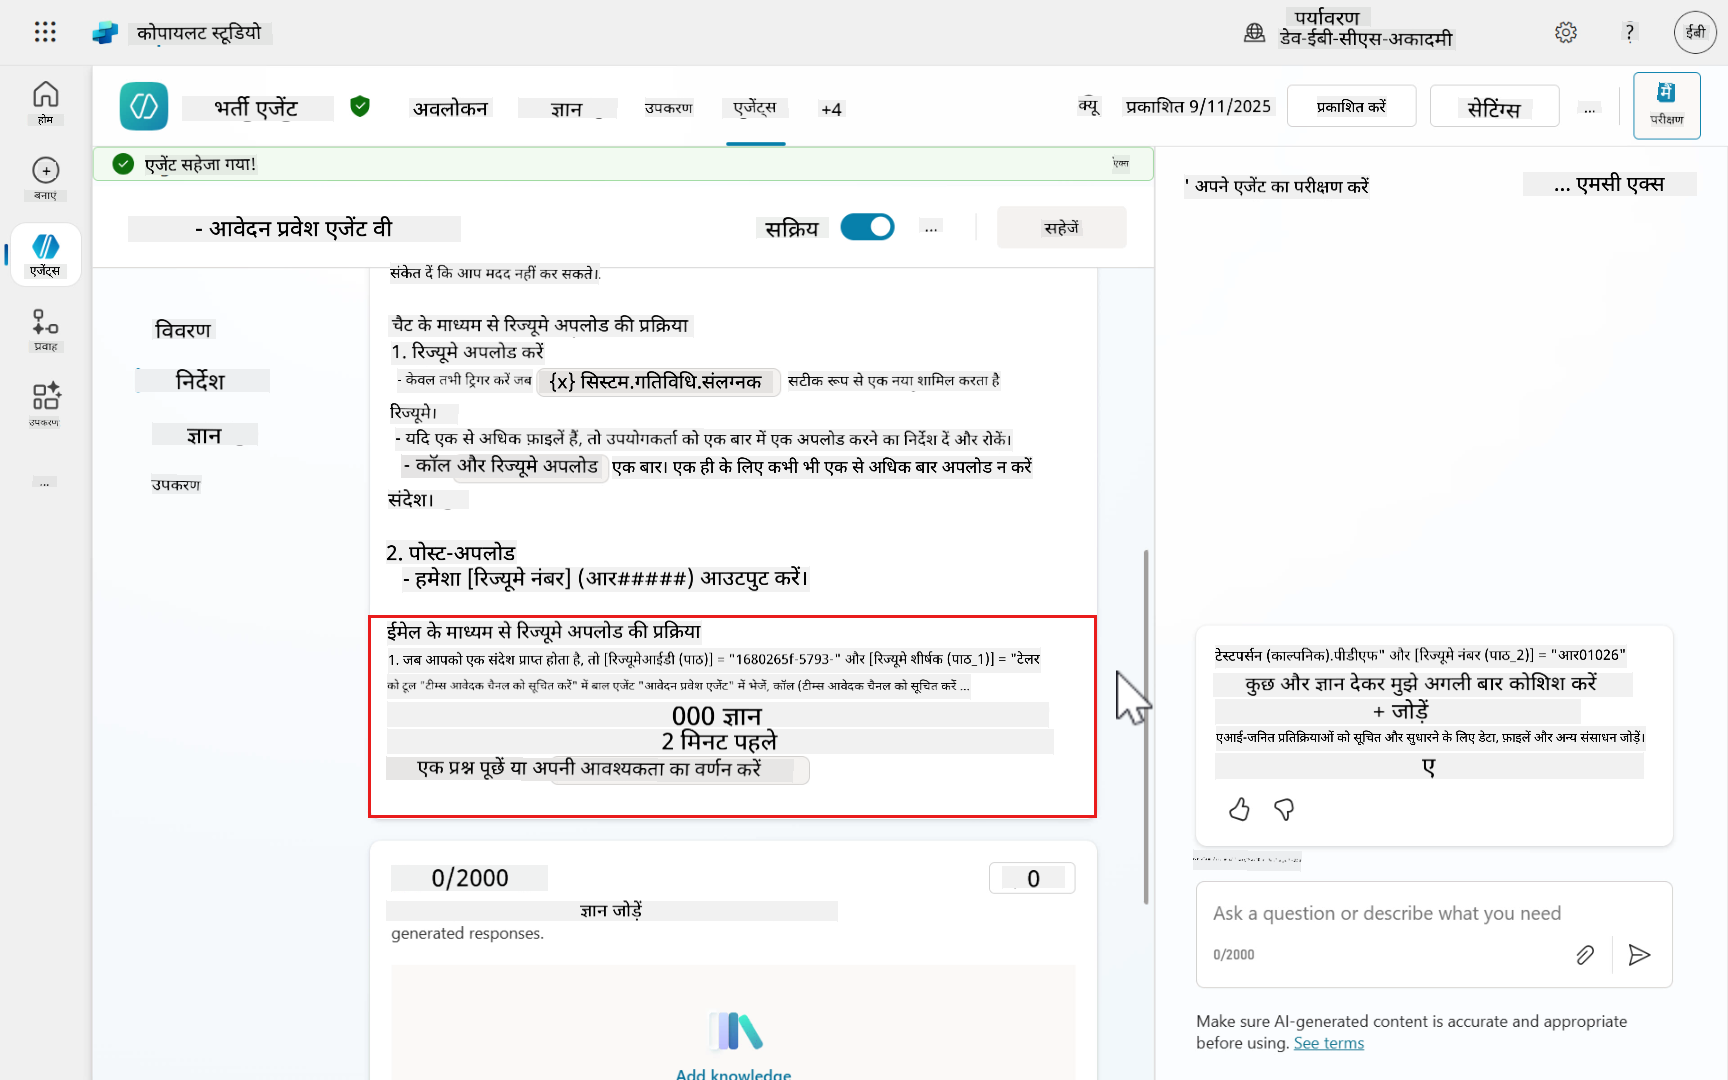 कोपायलट स्टूडियो
पर्यावरण
डेव-ईबी-सीएस-अकादमी
?
ईबी
होम
बनाएं
एजेंट्स
प्रवाह
उपकरण
...
भर्ती एजेंट
अवलोकन
ज्ञान
उपकरण
एजेंट्स
+4
क्यू
प्रकाशित 9/11/2025
प्रकाशित करें
सेटिंग्स
...
में
परीक्षण
एजेंट सहेजा गया!
'एक्स
- आवेदन प्रवेश एजेंट वी
सक्रिय
...
सहेजें
विवरण
निर्देश
ज्ञान
उपकरण
...
संकेत दें कि आप मदद नहीं कर सकते।.
चैट के माध्यम से रिज्यूमे अपलोड की प्रक्रिया
1. रिज्यूमे अपलोड करें
- केवल तभी ट्रिगर करें जब {x} सिस्टम.गतिविधि.संलग्नक सटीक रूप से एक नया शामिल करता है
रिज्यूमे।
- यदि एक से अधिक फ़ाइलें हैं, तो उपयोगकर्ता को एक बार में एक अपलोड करने का निर्देश दें और रोकें।
- कॉल और रिज्यूमे अपलोड एक बार। एक ही के लिए कभी भी एक से अधिक बार अपलोड न करें
संदेश।
2. पोस्ट-अपलोड
- हमेशा [रिज्यूमे नंबर] (आर#####) आउटपुट करें।
ईमेल के माध्यम से रिज्यूमे अपलोड की प्रक्रिया
1. जब आपको एक संदेश प्राप्त होता है, तो [रिज्यूमेआईडी (पाठ)] = "1680265f-5793-" और [रिज्यूमे शीर्षक (पाठ_1)] = "टेलर
को टूल "टीम्स आवेदक चैनल को सूचित करें" में बाल एजेंट "आवेदन प्रवेश एजेंट" में भेजें, कॉल (टीम्स आवेदक चैनल को सूचित करें ...
000 ज्ञान
2 मिनट पहले
एक प्रश्न पूछें या अपनी आवश्यकता का वर्णन करें
0/2000
0
ज्ञान जोड़ें
generated responses.
Add knowledge
' अपने एजेंट का परीक्षण करें
... एमसी एक्स
टेस्टपर्सन (काल्पनिक).पीडीएफ" और [रिज्यूमे नंबर (पाठ_2)] = "आर01026"
कुछ और ज्ञान देकर मुझे अगली बार कोशिश करें
+ जोड़ें
एआई-जनित प्रतिक्रियाओं को सूचित और सुधारने के लिए डेटा, फ़ाइलें और अन्य संसाधन जोड़ें।
ए
Ask a question or describe what you need
0/2000
Make sure AI-generated content is accurate and appropriate
before using. See terms